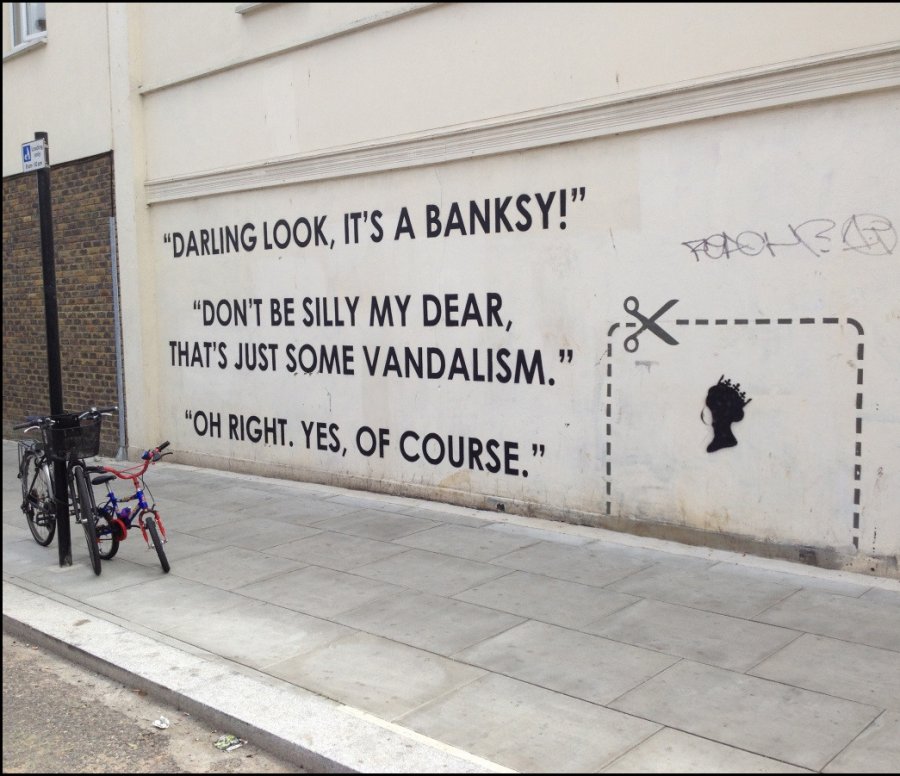 "DARLING LOOK, IT'S A BANKSY!"
"DON'T BE SILLY MY DEAR,
THAT'S JUST SOME VANDALISM."
"OH RIGHT. YES, OF COURSE."